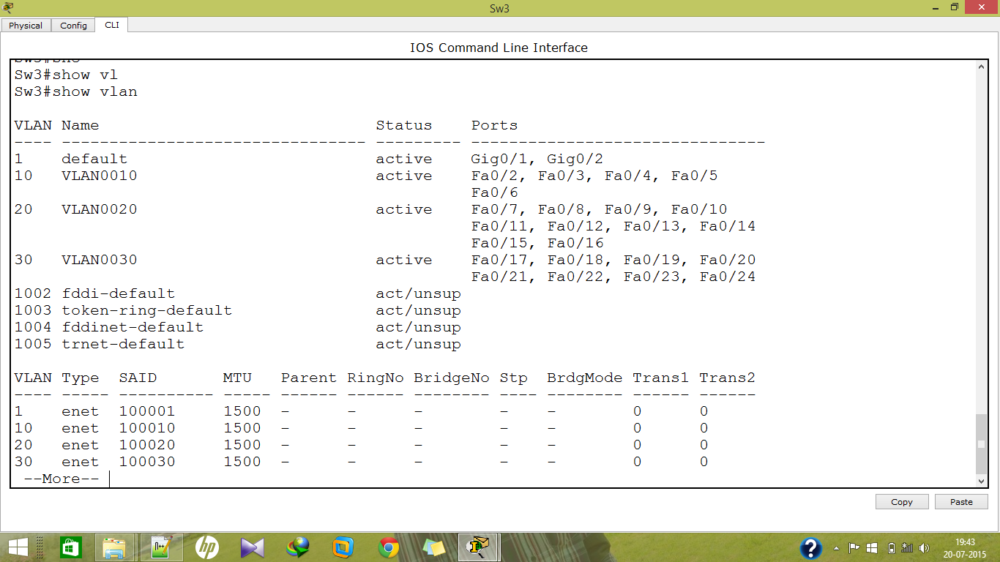 Sw3
Physical Config CLI
IOS Command Line Interface
Sw3#sho
Sw3#show vl
Sw3#show vlan
VLAN Name Status Ports
---- -------------------------------- --------- -------------------------------
1 default active Gig0/1, Gig0/2
10 VLAN0010 active Fa0/2, Fa0/3, Fa0/4, Fa0/5
Fa0/6
20 VLAN0020 active Fa0/7, Fa0/8, Fa0/9, Fa0/10
Fa0/11, Fa0/12, Fa0/13, Fa0/14
Fa0/15, Fa0/16
30 VLAN0030 active Fa0/17, Fa0/18, Fa0/19, Fa0/20
Fa0/21, Fa0/22, Fa0/23, Fa0/24
1002 fddi-default act/unsup
1003 token-ring-default act/unsup
1004 fddinet-default act/unsup
1005 trnet-default act/unsup
VLAN Type SAID MTU Parent RingNo BridgeNo Stp BrdgMode Trans1 Trans2
---- ----- ---------- ----- ------ ------ -------- ---- -------- ------ ------
1 enet 100001 1500 - - - - - 0 0
10 enet 100010 1500 - - - - - 0 0
20 enet 100020 1500 - - - - - 0 0
30 enet 100030 1500 - - - - - 0 0
--More--
Copy Paste
N++
hp
?
19:43
20-07-2015